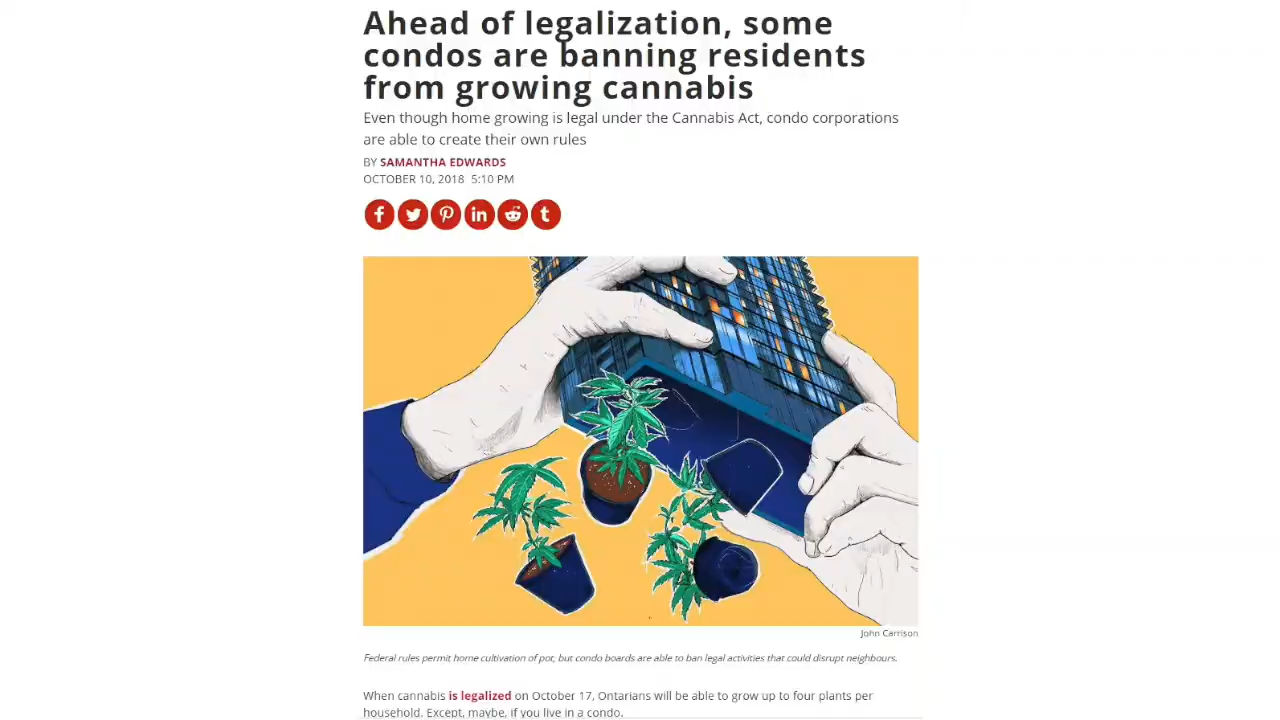 Ahead of legalization, some
condos are banning residents
from growing cannabis
Even though home growing is legal under the Cannabis Act, condo corporations
are able to create their own rules
BY SAMANTHA EDWARDS
OCTOBER 10, 2018 5:10 PM
John Carrison
Federal rules permit home cultivation of pot, but condo boards are able to ban legal activities that could disrupt neighbours.
When cannabis is legalized on October 17, Ontarians will be able to grow up to four plants per
household. Except, maybe, if you live in a condo.